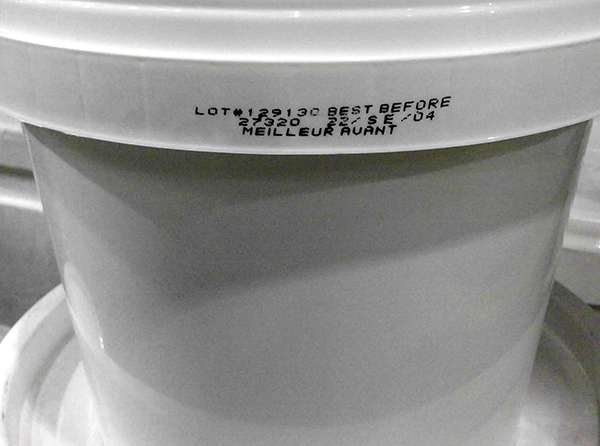 LOT#129130 BEST BEFORE
27320 22/SE/04
MEILLEUR AVANT